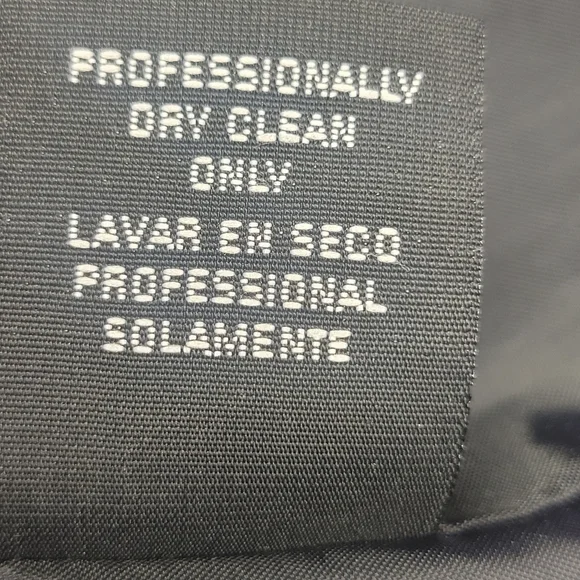 PROFESSIONALLY
DRY CLEAN
ONLY
LAVAR EN SECO
PROFESSIONAL
SOLAMENTE